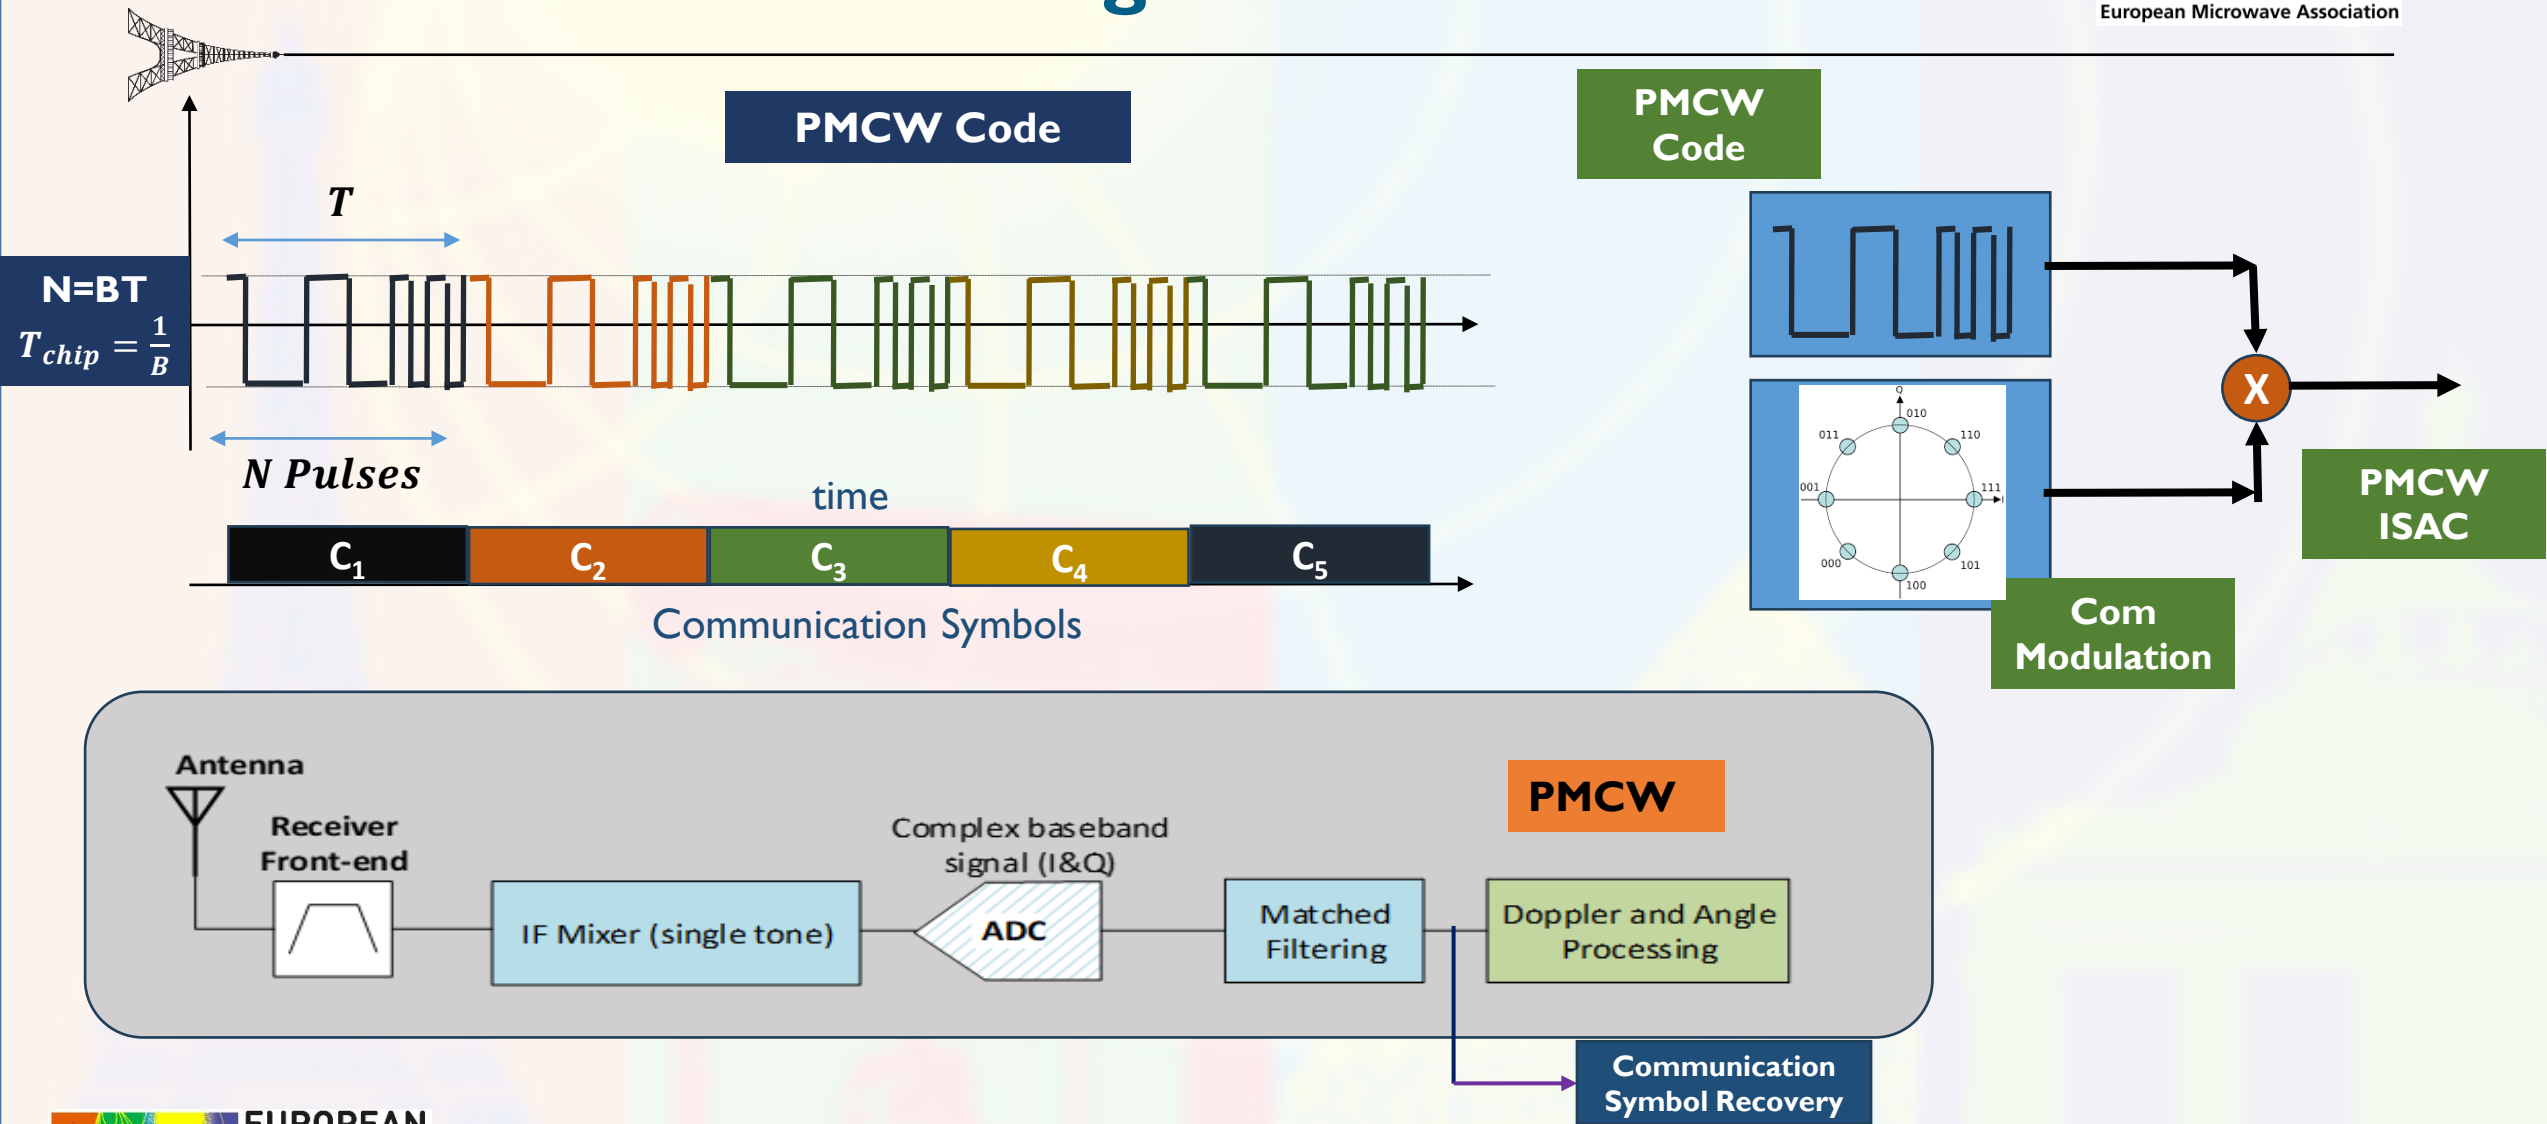 European Microwave Association
PMCW Code
PMCW
Code
T
N=BT
T_chip = 1/B
N Pulses
time
C1 C2 C3 C4 C5
Communication Symbols
Q
010
011
110
001
111
I
000
101
100
X
PMCW
ISAC
Com
Modulation
Antenna
Receiver
Front-end
IF Mixer (single tone)
Complex baseband
signal (I&Q)
ADC
PMCW
Matched
Filtering
Doppler and Angle
Processing
Communication
Symbol Recovery
EUROPEAN